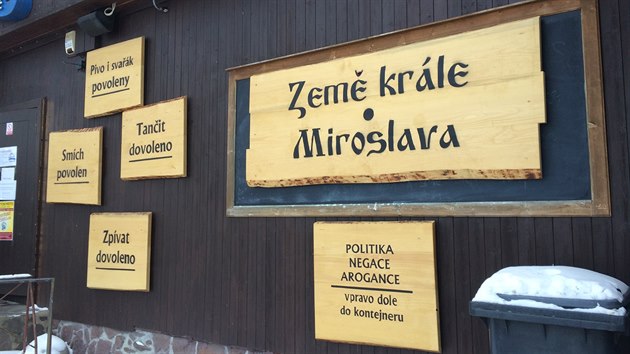 Pivo i svařák
povoleny
Tančit
dovoleno
Smích
povolen
Zpívat
dovoleno
Země krále
Miroslava
POLITIKA
NEGACE
AROGANCE
vpravo dole
do kontejneru